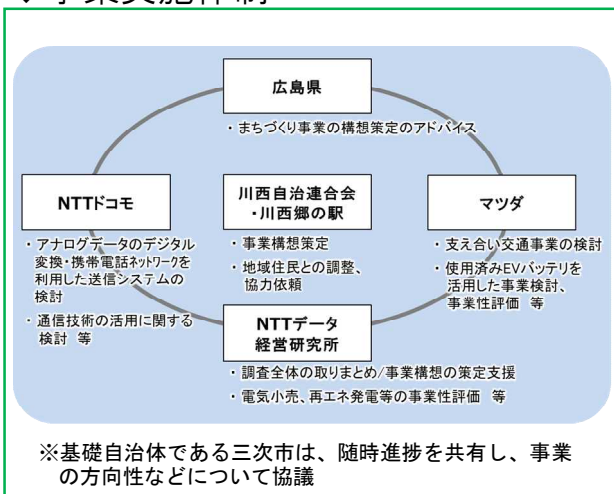 広島県
・まちづくり事業の構想策定のアドバイス
NTTドコモ
・アナログデータのデジタル
変換・携帯電話ネットワークを
利用した送信システムの
検討
・通信技術の活用に関する
検討 等
川西自治連合会
・川西郷の駅
・事業構想策定
・地域住民との調整、
協力依頼
マツダ
・支え合い交通事業の検討
・使用済みEVバッテリを
活用した事業検討、
事業性評価 等
NTTデータ
経営研究所
・調査全体の取りまとめ/事業構想の策定支援
・電気小売、再エネ発電等の事業性評価 等
※基礎自治体である三次市は、随時進捗を共有し、事業
の方向性などについて協議